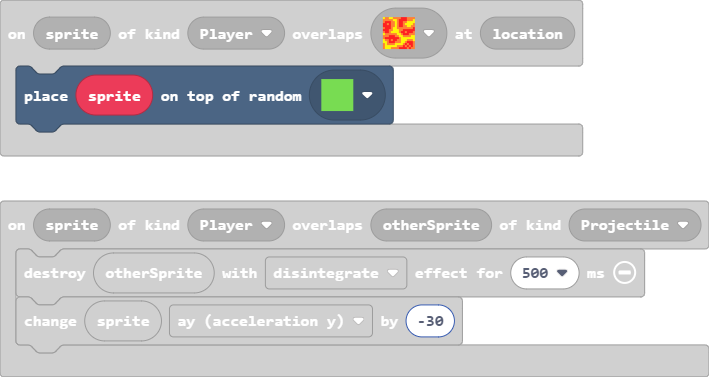 on sprite of kind Player overlaps at location
place sprite on top of random
on sprite of kind Player overlaps otherSprite of kind Projectile
destroy otherSprite with disintegrate effect for 500 ms
change sprite ay (acceleration y) by -30